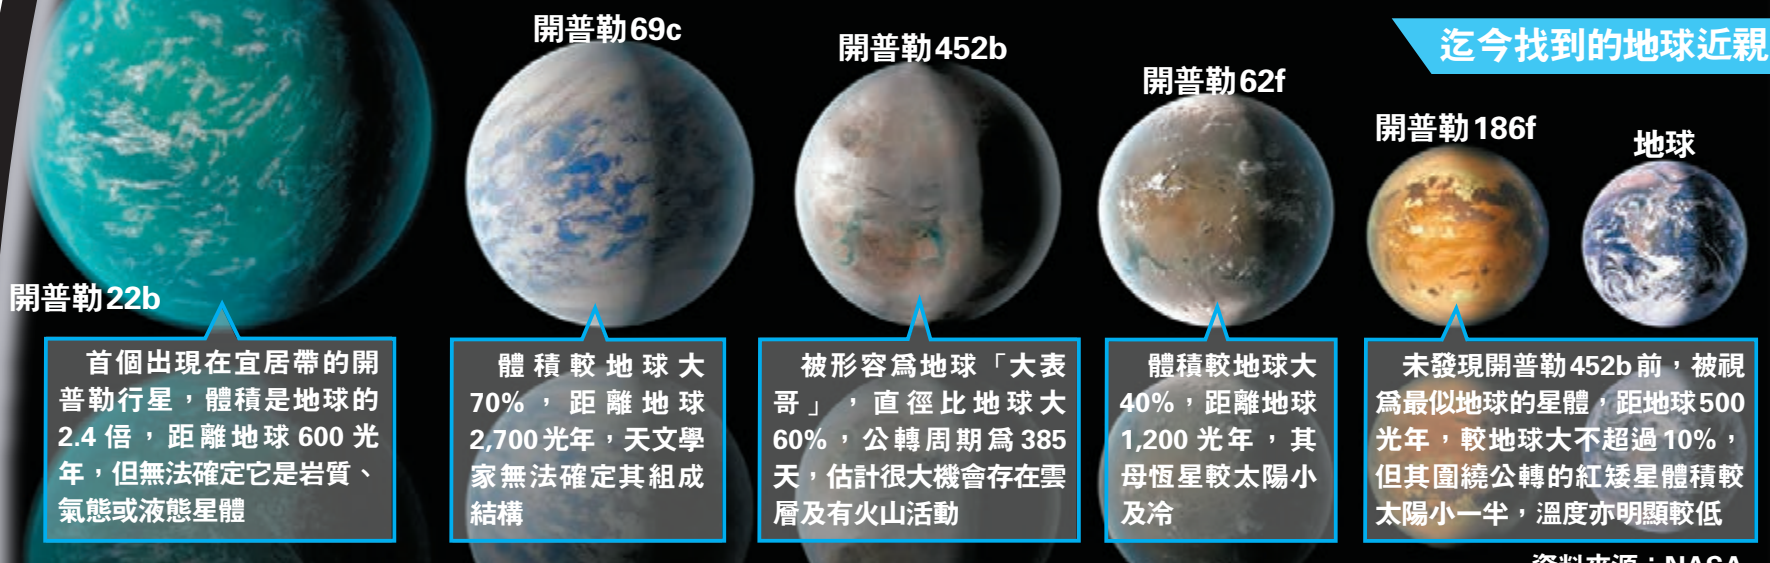 迄今找到的地球近親
開普勒22b
首個出現在宜居帶的開
普勒行星，體積是地球的
2.4 倍，距離地球 600 光
年，但無法確定它是岩質、
氣態或液態星體
開普勒69c
體積較地球大
70%，距離地球
2,700光年，天文學
家無法確定其組成
結構
開普勒452b
被形容爲地球「大表
哥」，直徑比地球大
60%，公轉周期爲 385
天，估計很大機會存在雲
層及有火山活動
開普勒62f
體積較地球大
40%，距離地球
1,200 光年，其
母恆星較太陽小
及冷
開普勒186f
未發現開普勒452b前，被視
爲最似地球的星體，距地球500
光年，較地球大不超過10%，
但其圍繞公轉的紅矮星體積較
太陽小一半，溫度亦明顯較低
地球
資料來源：NASA